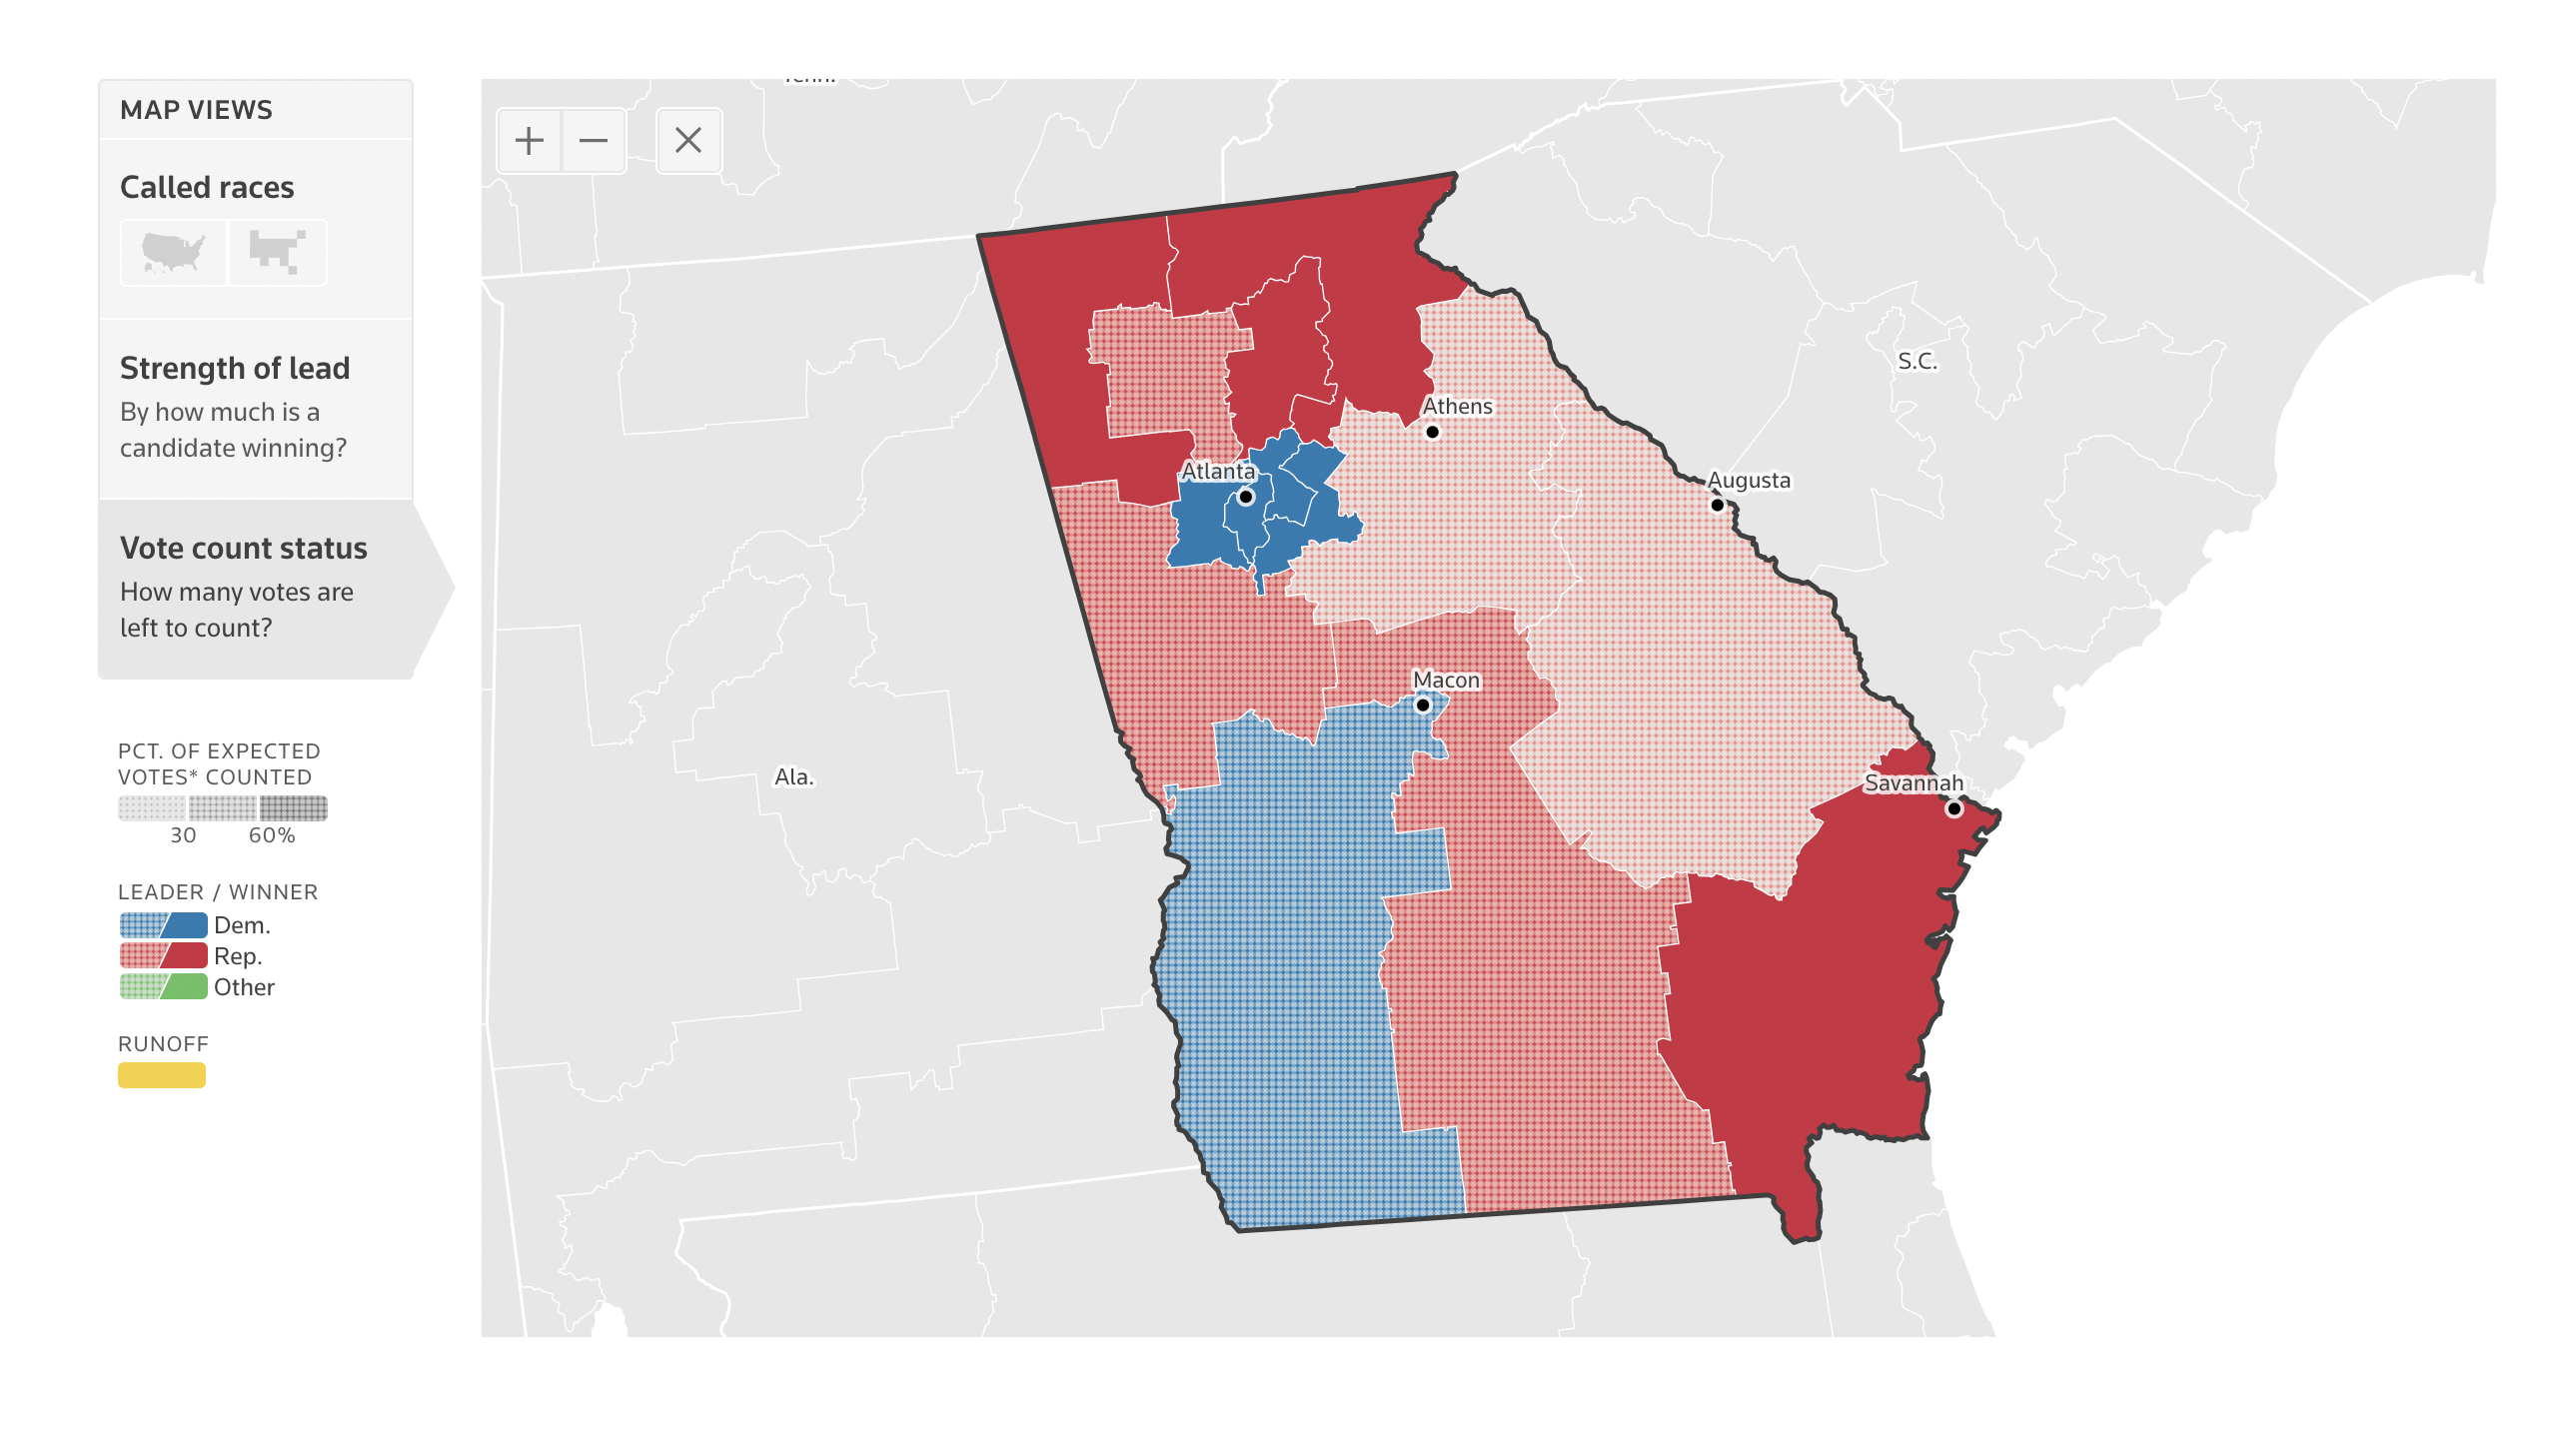 MAP VIEWS
Called races
Strength of lead
By how much is a
candidate winning?
Vote count status
How many votes are
left to count?
PCT. OF EXPECTED
VOTES* COUNTED
30 60%
LEADER / WINNER
Dem.
Rep.
Other
RUNOFF
Tenn.
S.C.
Athens
Atlanta
Augusta
Macon
Ala.
Savannah